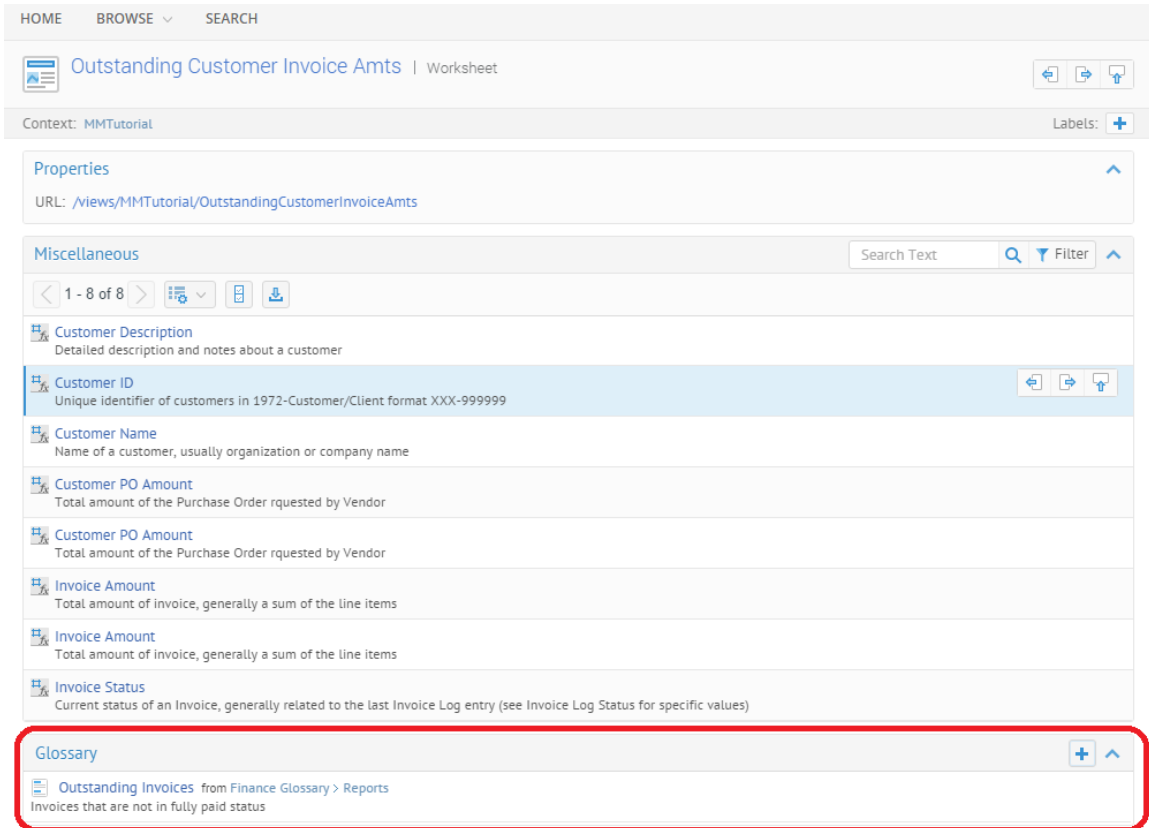 HOME BROWSE SEARCH
Outstanding Customer Invoice Amts | Worksheet
Context: MMTutorial Labels:
Properties
URL: /views/MMTutorial/OutstandingCustomerInvoiceAmts
Miscellaneous Search Text Filter
1 - 8 of 8
Customer Description
Detailed description and notes about a customer
Customer ID
Unique identifier of customers in 1972-Customer/Client format XXX-999999
Customer Name
Name of a customer, usually organization or company name
Customer PO Amount
Total amount of the Purchase Order rquested by Vendor
Customer PO Amount
Total amount of the Purchase Order rquested by Vendor
Invoice Amount
Total amount of invoice, generally a sum of the line items
Invoice Amount
Total amount of invoice, generally a sum of the line items
Invoice Status
Current status of an Invoice, generally related to the last Invoice Log entry (see Invoice Log Status for specific values)
Glossary
Outstanding Invoices from Finance Glossary > Reports
Invoices that are not in fully paid status